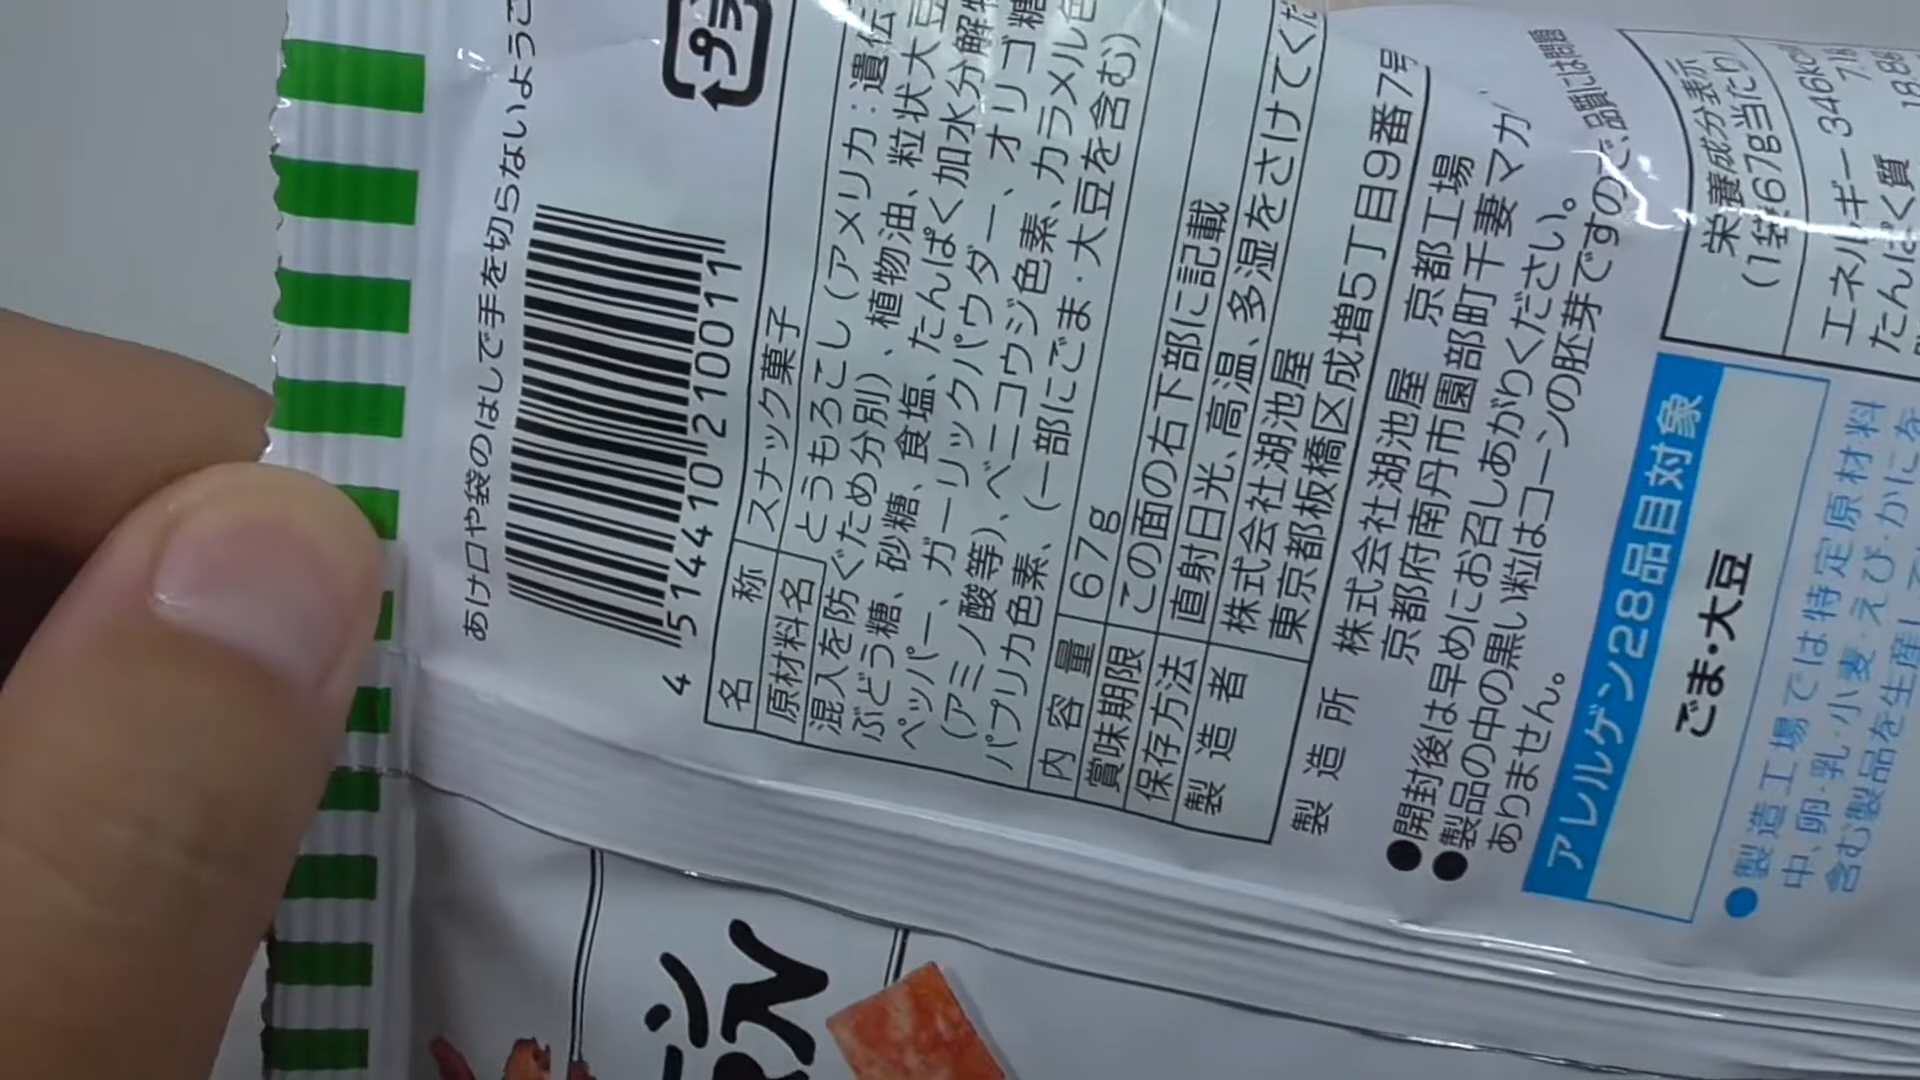 あけ口や袋のはしで手を切らないようご
プラ
4 514410 210011
名称 スナック菓子
原材料名 とうもろこし（アメリカ：遺伝
混入を防ぐため分別）、植物油、粒状大豆
ぶどう糖、砂糖、食塩、たんぱく加水分解物
ペッパー、ガーリックパウダー、オリゴ糖
（アミノ酸等）、ベニコウジ色素、カラメル色
パプリカ色素、（一部にごま・大豆を含む）
内容量 67g
賞味期限 この面の右下部に記載
保存方法 直射日光、高温、多湿をさけてくだ
製造者 株式会社湖池屋
東京都板橋区成増5丁目9番7号
製造所 株式会社湖池屋 京都工場
京都府南丹市園部町千妻マカ
●開封後は早めにお召しあがりください。
●製品の中の黒い粒はコーンの胚芽ですので、品質には問題
ありません。
アレルゲン28品目対象
ごま・大豆
●製造工場では特定原材料
中、卵・乳・小麦・えび・かにを
含む製品を生産して
栄養成分表示
(1袋67g当たり)
エネルギー 346kcal
たんぱく質